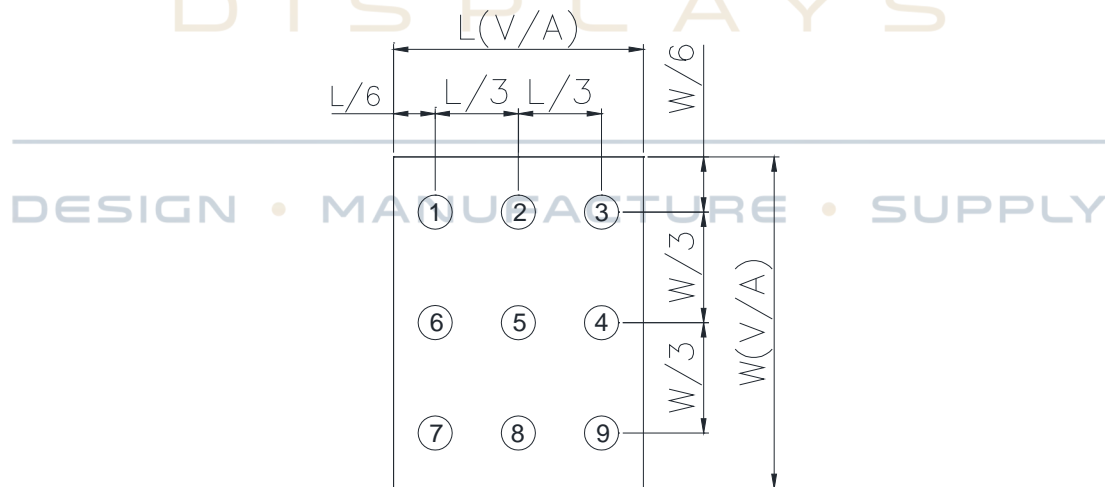 DISPLAYS
L(V/A)
L/6 L/3 L/3
W/6
DESIGN • MANUFACTURE • SUPPLY
1 2 3
W/3
W(V/A)
6 5 4
W/3
7 8 9